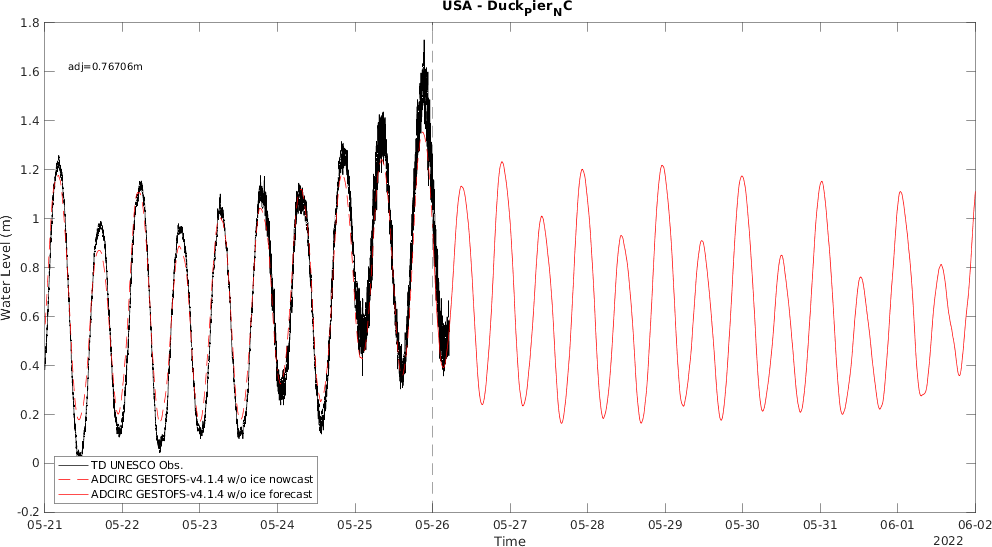 USA - Duck_Pier_NC
adj=0.76706m
1.8
1.6
1.4
1.2
1
0.8
0.6
0.4
0.2
0
-0.2
Water Level (m)
TD UNESCO Obs.
ADCIRC GESTOFS-v4.1.4 w/o ice nowcast
ADCIRC GESTOFS-v4.1.4 w/o ice forecast
05-21 05-22 05-23 05-24 05-25 05-26 05-27 05-28 05-29 05-30 05-31 06-01 06-02
Time
2022